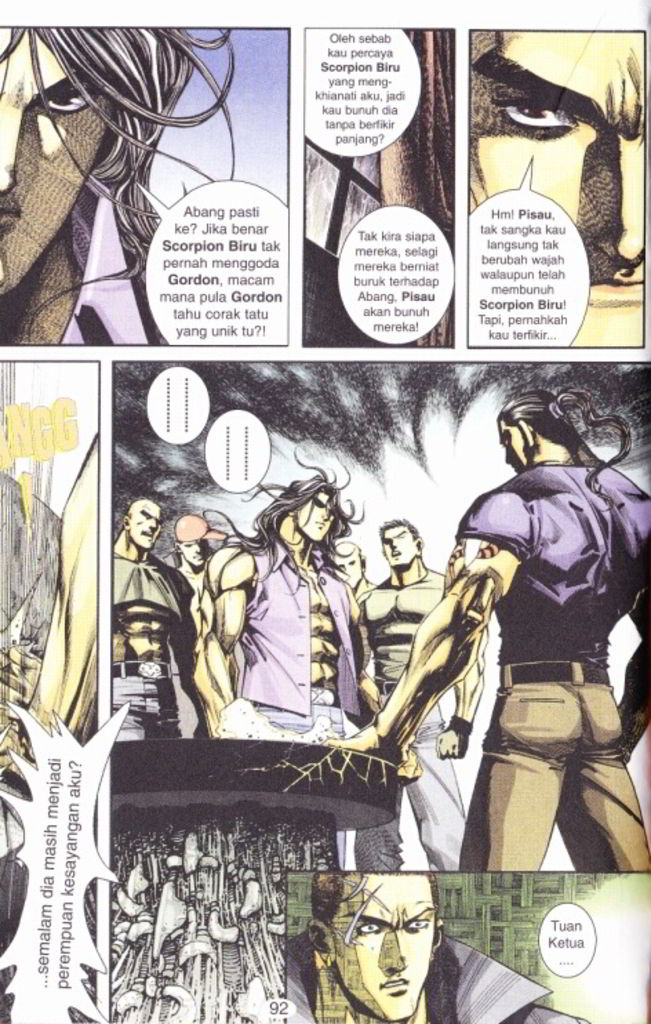 Abang pasti
ke? Jika benar
Scorpion Biru tak
pernah menggoda
Gordon, macam
mana pula Gordon
tahu corak tatu
yang unik tu?!
Oleh sebab
kau percaya
Scorpion Biru
yang meng-
khianati aku, jadi
kau bunuh dia
tanpa berfikir
panjang?
Tak kira siapa
mereka, selagi
mereka berniat
buruk terhadap
Abang, Pisau
akan bunuh
mereka!
Hm! Pisau,
tak sangka kau
langsung tak
berubah wajah
walaupun telah
membunuh
Scorpion Biru!
Tapi, pernahkah
kau terfikir...
ANGG
!
...semalam dia masih menjadi
perempuan kesayangan aku?
Tuan
Ketua
....
92